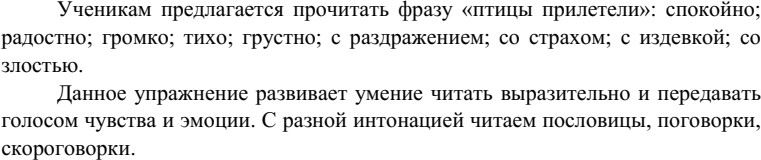 Ученикам предлагается прочитать фразу «птицы прилетели»: спокойно;
радостно; громко; тихо; грустно; с раздражением; со страхом; с издевкой; со
злостью.
Данное упражнение развивает умение читать выразительно и передавать
голосом чувства и эмоции. С разной интонацией читаем пословицы, поговорки,
скороговорки.